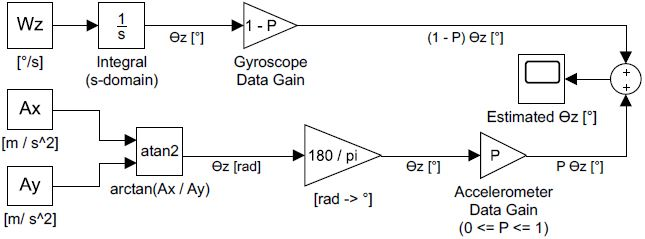 Wz
1
s
1 - P
ϴz [°]
(1 - P) ϴz [°]
[°/s]
Integral
(s-domain)
Gyroscope
Data Gain
+
+
Estimated ϴz [°]
Ax
[m / s^2]
atan2
ϴz [rad]
180 / pi
ϴz [°]
P
P ϴz [°]
Ay
[m/ s^2]
arctan(Ax / Ay)
[rad -> °]
Accelerometer
Data Gain
(0 <= P <= 1)